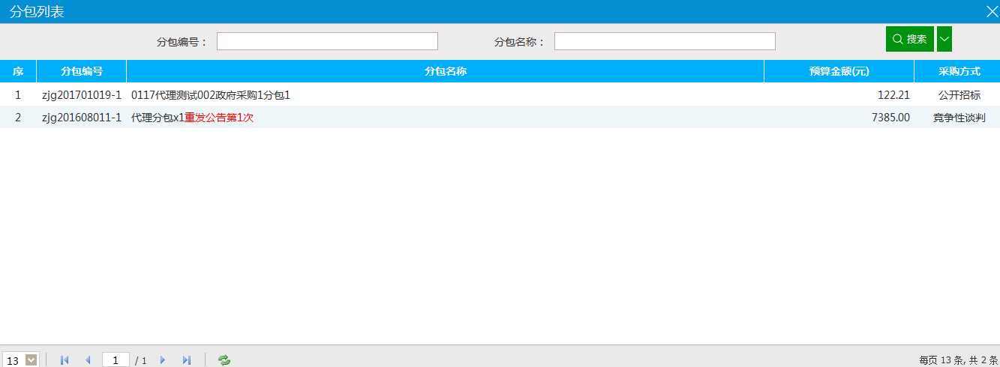 分包列表
分包编号： 分包名称： 搜索
序 分包编号 分包名称 预算金额(元) 采购方式
1 zjg201701019-1 0117代理测试002政府采购1分包1 122.21 公开招标
2 zjg201608011-1 代理分包x1重发公告第1次 7385.00 竞争性谈判
13 1 / 1 每页 13 条, 共 2 条